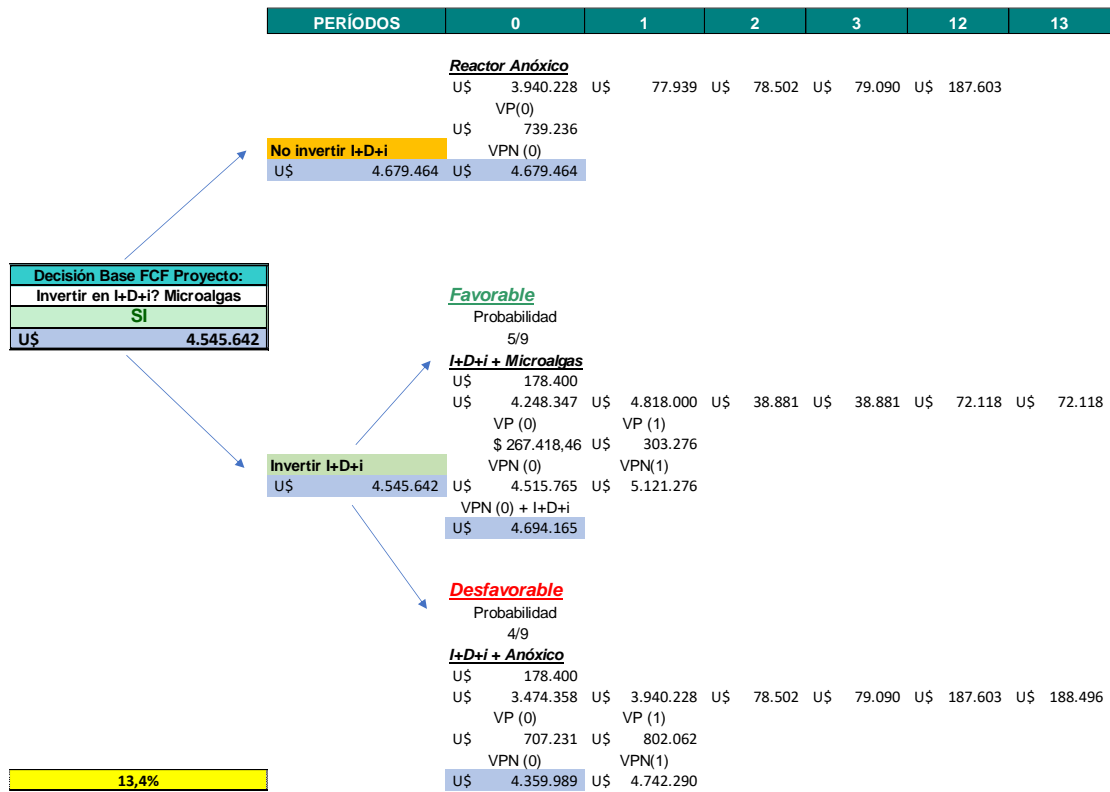 PERÍODOS 0 1 2 3 12 13
Reactor Anóxico
U$ 3.940.228 U$ 77.939 U$ 78.502 U$ 79.090 U$ 187.603
VP(0)
U$ 739.236
No invertir I+D+i VPN (0)
U$ 4.679.464 U$ 4.679.464
Decisión Base FCF Proyecto:
Invertir en I+D+i? Microalgas
SI
U$ 4.545.642
Favorable
Probabilidad
5/9
I+D+i + Microalgas
U$ 178.400
U$ 4.248.347 U$ 4.818.000 U$ 38.881 U$ 38.881 U$ 72.118 U$ 72.118
VP (0) VP (1)
$ 267.418,46 U$ 303.276
Invertir I+D+i VPN (0) VPN(1)
U$ 4.545.642 U$ 4.515.765 U$ 5.121.276
VPN (0) + I+D+i
U$ 4.694.165
Desfavorable
Probabilidad
4/9
I+D+i + Anóxico
U$ 178.400
U$ 3.474.358 U$ 3.940.228 U$ 78.502 U$ 79.090 U$ 187.603 U$ 188.496
VP (0) VP (1)
U$ 707.231 U$ 802.062
VPN (0) VPN(1)
13,4% U$ 4.359.989 U$ 4.742.290